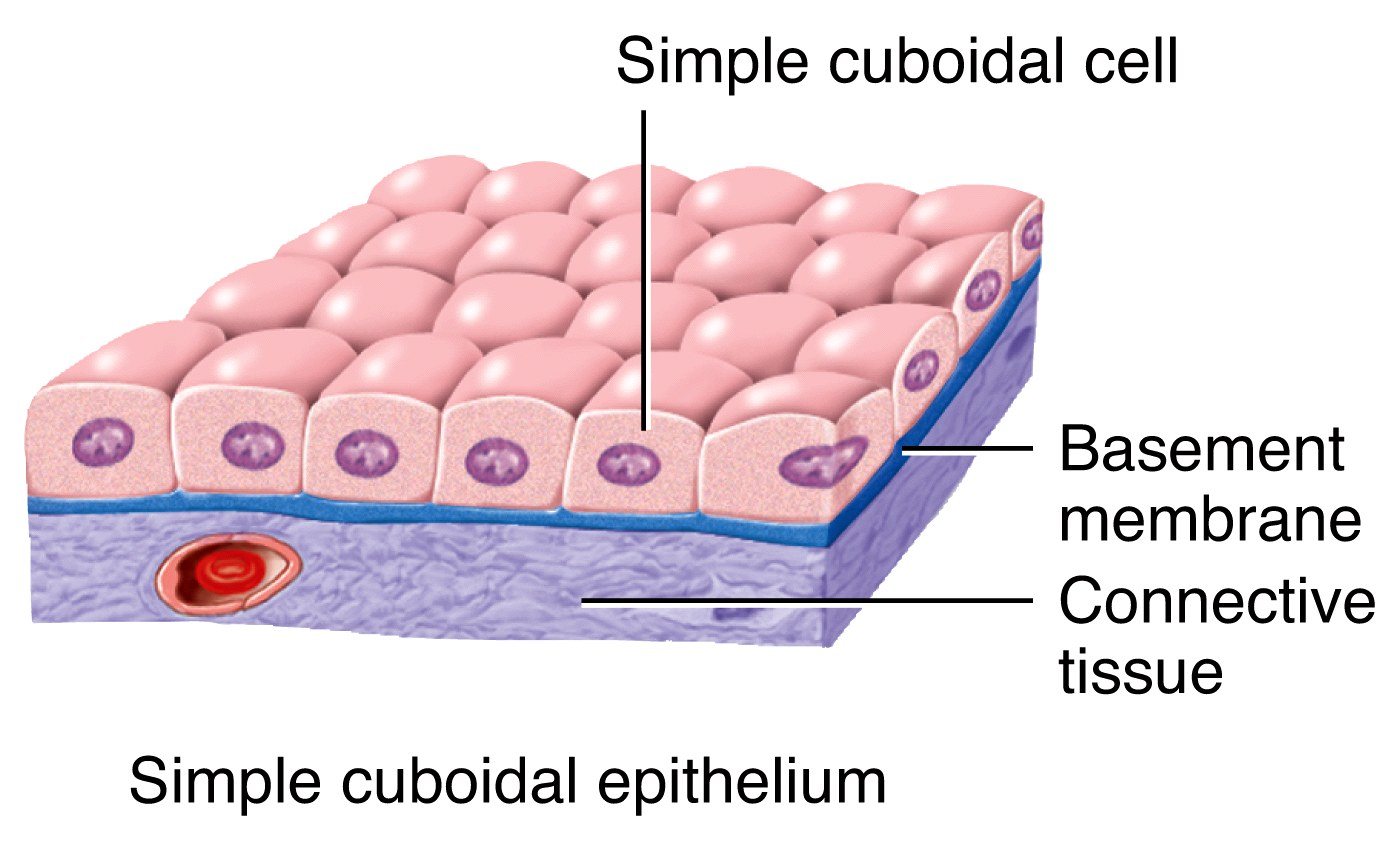 Simple cuboidal cell
Basement
membrane
Connective
tissue
Simple cuboidal epithelium